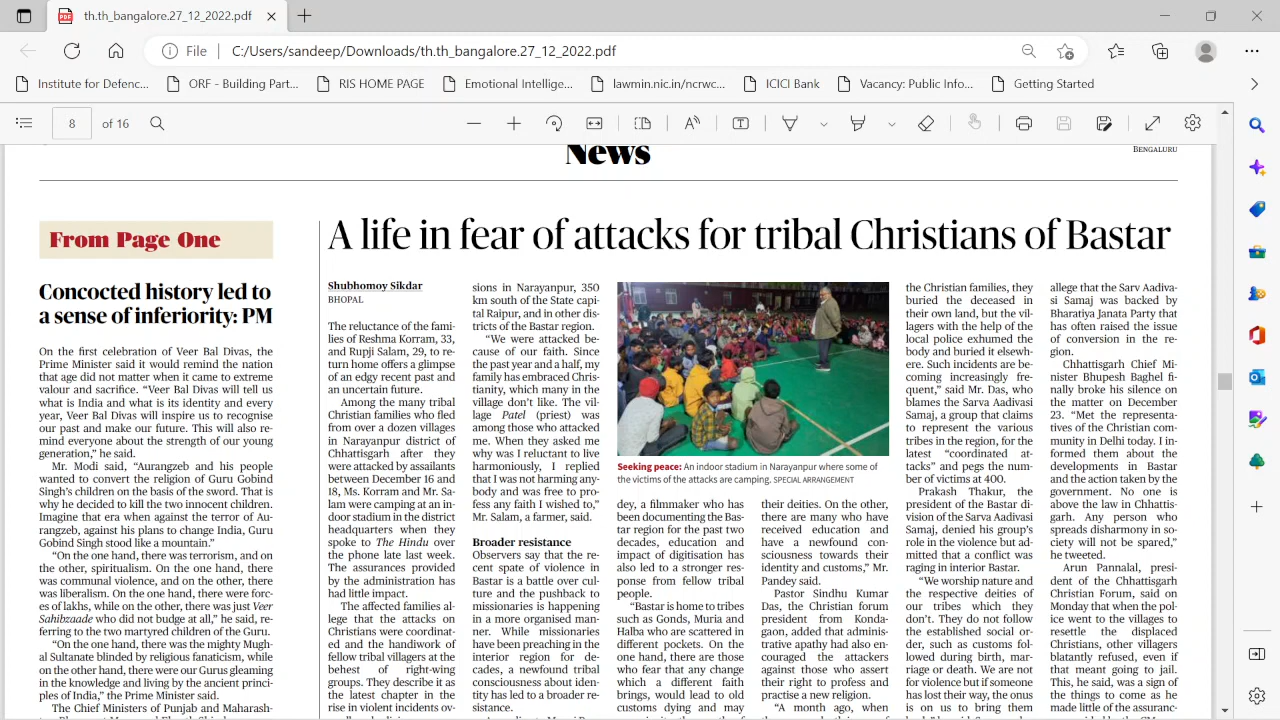 th.th_bangalore.27_12_2022.pdf
File
C:/Users/sandeep/Downloads/th.th_bangalore.27_12_2022.pdf
Institute for Defenc...
ORF - Building Part...
RIS HOME PAGE
Emotional Intellige...
lawmin.nic.in/ncrwc...
ICICI Bank
Vacancy: Public Info...
Getting Started
8 of 16
News
BENGALURU
From Page One
Concocted history led to
a sense of inferiority: PM
On the first celebration of Veer Bal Divas, the
Prime Minister said it would remind the nation
that age did not matter when it came to extreme
valour and sacrifice. “Veer Bal Divas will tell us
what is India and what is its identity and every
year, Veer Bal Divas will inspire us to recognise
our past and make our future. This will also re-
mind everyone about the strength of our young
generation,” he said.
Mr. Modi said, “Aurangzeb and his people
wanted to convert the religion of Guru Gobind
Singh’s children on the basis of the sword. That is
why he decided to kill the two innocent children.
Imagine that era when against the terror of Au-
rangzeb, against his plans to change India, Guru
Gobind Singh stood like a mountain.”
“On the one hand, there was terrorism, and on
the other, spiritualism. On the one hand, there
was communal violence, and on the other, there
was liberalism. On the one hand, there were forc-
es of lakhs, while on the other, there was just Veer
Sahibzaade who did not budge at all,” he said, re-
ferring to the two martyred children of the Guru.
“On the one hand, there was the mighty Mugh-
al Sultanate blinded by religious fanaticism, while
on the other hand, there were our Gurus gleaming
in the knowledge and living by the ancient princi-
ples of India,” the Prime Minister said.
The Chief Ministers of Punjab and Maharash-
A life in fear of attacks for tribal Christians of Bastar
Shubhomoy Sikdar
BHOPAL
The reluctance of the fami-
lies of Reshma Korram, 33,
and Rupji Salam, 29, to re-
turn home offers a glimpse
of an edgy recent past and
an uncertain future.
Among the many tribal
Christian families who fled
from over a dozen villages
in Narayanpur district of
Chhattisgarh after they
were attacked by assailants
between December 16 and
18, Ms. Korram and Mr. Sa-
lam were camping at an in-
door stadium in the district
headquarters when they
spoke to The Hindu over
the phone late last week.
The assurances provided
by the administration has
had little impact.
The affected families al-
lege that the attacks on
Christians were coordinat-
ed and the handiwork of
fellow tribal villagers at the
behest of right-wing
groups. They describe it as
the latest chapter in the
rise in violent incidents ov-
sions in Narayanpur, 350
km south of the State capi-
tal Raipur, and in other dis-
tricts of the Bastar region.
“We were attacked be-
cause of our faith. Since
the past year and a half, my
family has embraced Chris-
tianity, which many in the
village don’t like. The vil-
lage Patel (priest) was
among those who attacked
me. When they asked me
why was I reluctant to live
harmoniously, I replied
that I was not harming any-
body and was free to pro-
fess any faith I wished to,”
Mr. Salam, a farmer, said.
Broader resistance
Observers say that the re-
cent spate of violence in
Bastar is a battle over cul-
ture and the pushback to
missionaries is happening
in a more organised man-
ner. While missionaries
have been preaching in the
interior region for de-
cades, a newfound tribal
consciousness about iden-
tity has led to a broader re-
sistance.
Seeking peace: An indoor stadium in Narayanpur where some of
the victims of the attacks are camping. SPECIAL ARRANGEMENT
dey, a filmmaker who has
been documenting the Bas-
tar region for the past two
decades, education and
impact of digitisation has
also led to a stronger res-
ponse from fellow tribal
people.
“Bastar is home to tribes
such as Gonds, Muria and
Halba who are scattered in
different pockets. On the
one hand, there are those
who fear that any change
which a different faith
brings, would lead to old
customs dying and may
their deities. On the other,
there are many who have
received education and
have a newfound con-
sciousness towards their
identity and customs,” Mr.
Pandey said.
Pastor Sindhu Kumar
Das, the Christian forum
president from Konda-
gaon, added that adminis-
trative apathy had also en-
couraged the attackers
against those who assert
their right to profess and
practise a new religion.
“A month ago, when
the Christian families, they
buried the deceased in
their own land, but the vil-
lagers with the help of the
local police exhumed the
body and buried it elsewh-
ere. Such incidents are be-
coming increasingly fre-
quent,” said Mr. Das, who
blames the Sarva Aadivasi
Samaj, a group that claims
to represent the various
tribes in the region, for the
latest “coordinated at-
tacks” and pegs the num-
ber of victims at 400.
Prakash Thakur, the
president of the Bastar di-
vision of the Sarva Aadivasi
Samaj, denied his group’s
role in the violence but ad-
mitted that a conflict was
raging in interior Bastar.
“We worship nature and
the respective deities of
our tribes which they
don’t. They do not follow
the established social or-
der, such as customs fol-
lowed during birth, mar-
riage or death. We are not
for violence but if someone
has lost their way, the onus
is on us to bring them
allege that the Sarv Aadiva-
si Samaj was backed by
Bharatiya Janata Party that
has often raised the issue
of conversion in the re-
gion.
Chhattisgarh Chief Mi-
nister Bhupesh Baghel fi-
nally broke his silence on
the matter on December
23. “Met the representa-
tives of the Christian com-
munity in Delhi today. I in-
formed them about the
developments in Bastar
and the action taken by the
government. No one is
above the law in Chhattis-
garh. Any person who
spreads disharmony in so-
ciety will not be spared,”
he tweeted.
Arun Pannalal, presi-
dent of the Chhattisgarh
Christian Forum, said on
Monday that when the pol-
ice went to the villages to
resettle the displaced
Christians, other villagers
blatantly refused, even if
that meant going to jail.
This, he said, was a sign of
the things to come as he
made little of the assuranc-